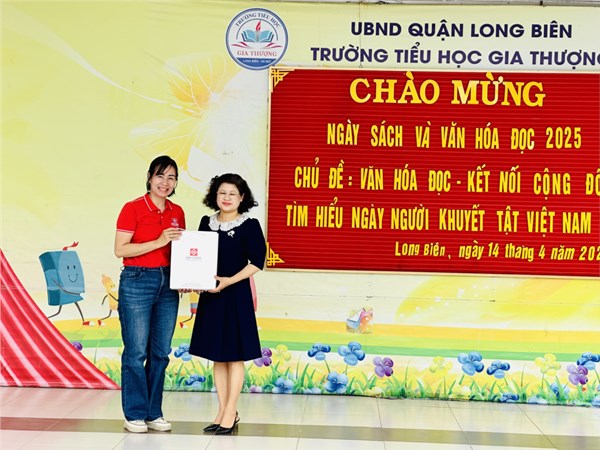 TRƯỜNG TIỂU HỌC
GIA THƯỢNG
UBND QUẬN LONG BIÊN
TRƯỜNG TIỂU HỌC GIA THƯỢNG
CHÀO MỪNG
NGÀY SÁCH VÀ VĂN HÓA ĐỌC 2025
CHỦ ĐỀ: VĂN HÓA ĐỌC - KẾT NỐI CỘNG ĐỒ
TÌM HIỂU NGÀY NGƯỜI KHUYẾT TẬT VIỆT NAM
Long Biên, ngày 14 tháng 4 năm 202